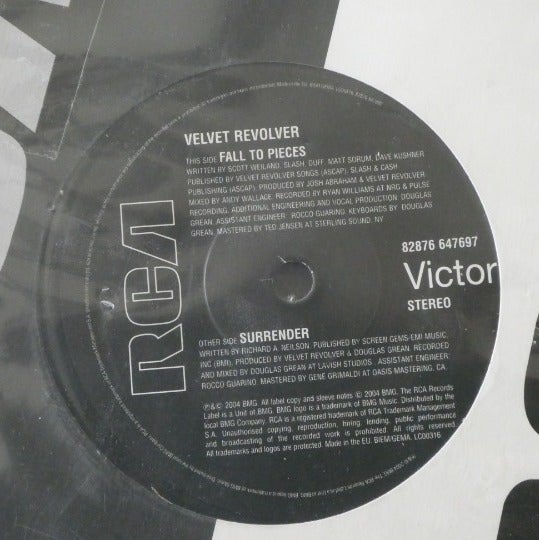 VELVET REVOLVER
THIS SIDE FALL TO PIECES
WRITTEN BY SCOTT WEILAND, SLASH, DUFF, MATT SORUM, DAVE KUSHNER
PUBLISHED BY VELVET REVOLVER SONGS (ASCAP), SLASH & CASH
PUBLISHING (ASCAP). PRODUCED BY JOSH ABRAHAM & VELVET REVOLVER
MIXED BY ANDY WALLACE. RECORDED BY RYAN WILLIAMS AT NRG & PULSE
RECORDING. ADDITIONAL ENGINEERING AND VOCAL PRODUCTION: DOUGLAS
GREAN. ASSISTANT ENGINEER: ROCCO GUARINO. KEYBOARDS BY DOUGLAS
GREAN. MASTERED BY TED JENSEN AT STERLING SOUND, NY
RCA
82876 647697
Victor
STEREO
OTHER SIDE SURRENDER
WRITTEN BY RICHARD A. NEILSON. PUBLISHED BY SCREEN GEMS-EMI MUSIC,
INC (BMI). PRODUCED BY VELVET REVOLVER & DOUGLAS GREAN. RECORDED
AND MIXED BY DOUGLAS GREAN AT LAVISH STUDIOS. ASSISTANT ENGINEER:
ROCCO GUARINO. MASTERED BY GENE GRIMALDI AT OASIS MASTERING, CA.
℗&© 2004 BMG. All label copy and sleeve notes © 2004 BMG. The RCA Records
Label is a Unit of BMG. BMG logo is a trademark of BMG Music. Distributed by the
local BMG Company. RCA is a registered trademark of RCA Trademark Management
S.A. Unauthorised copying, reproduction, hiring, lending, public performance
and broadcasting of the recorded work is prohibited. All rights reserved.
All trademarks and logos are protected. Made in the EU. BIEM/GEMA. LC00316